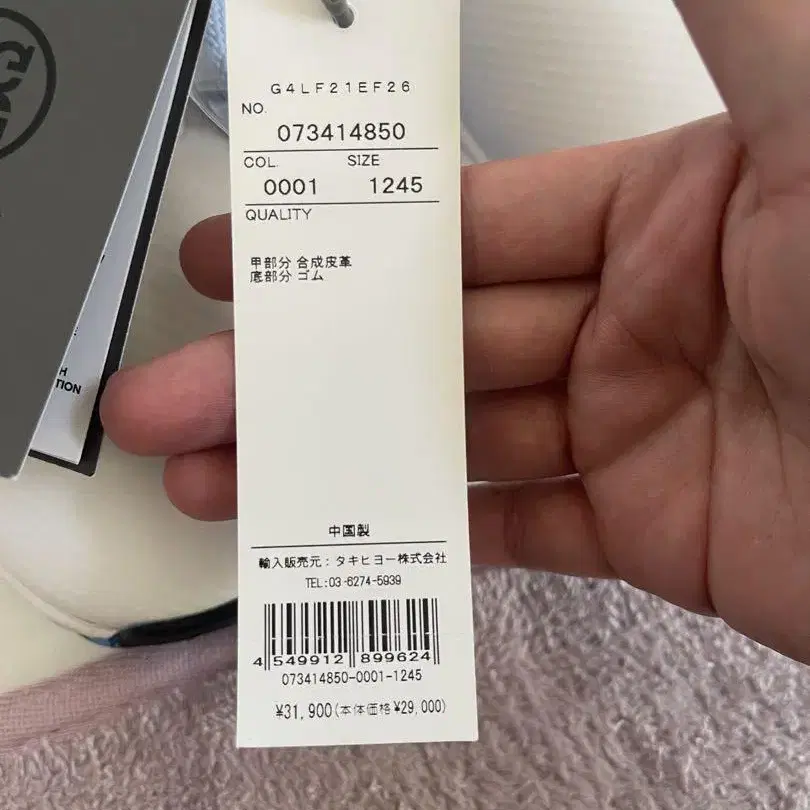 G4LF21EF26
NO.
073414850
COL. SIZE
0001 1245
QUALITY
甲部分 合成皮革
底部分 ゴム
H
TION
中国製
輸入販売元：タキヒヨー株式会社
TEL:03-6274-5939
4 549912 899624
073414850-0001-1245
¥31,900(本体価格¥29,000)